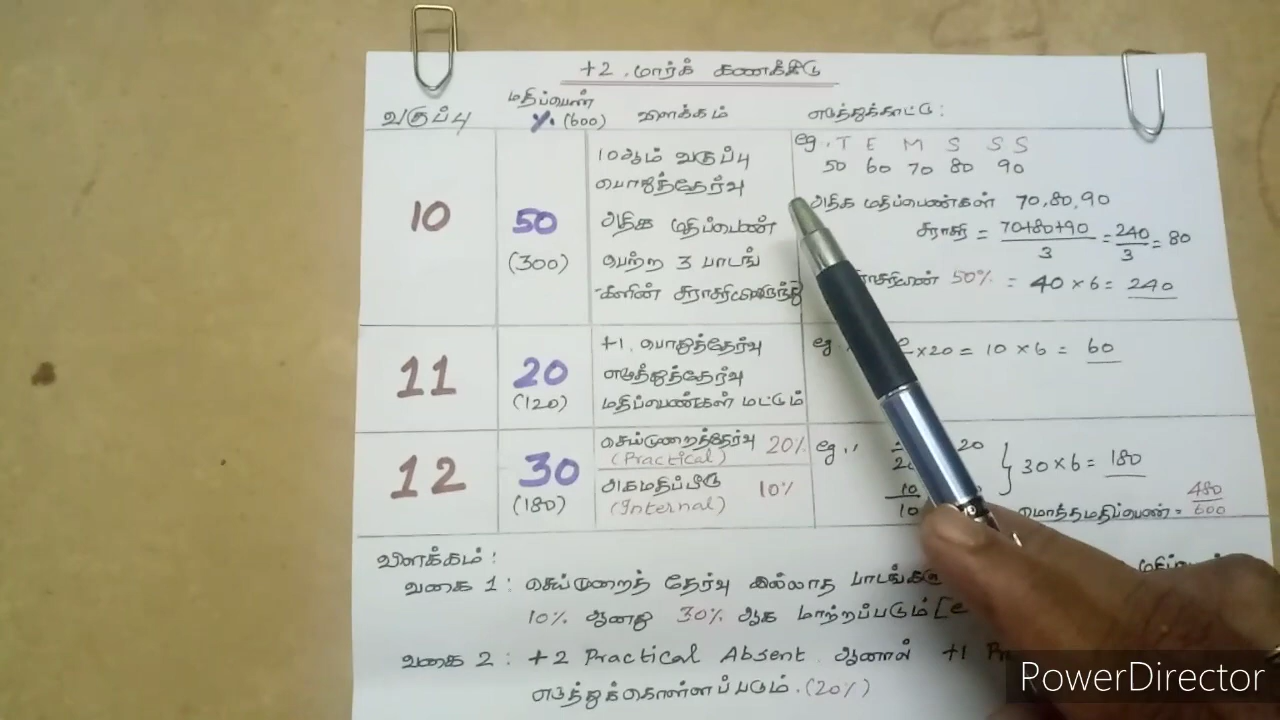 +2 . மார்க் கணக்கீடு
வகுப்பு மதிப்பெண் % (600) விளக்கம் எடுத்துக்காட்டு :
10 50 (300)
10ஆம் வகுப்பு
பொதுத்தேர்வு
அதிக மதிப்பெண்
பெற்ற 3 பாடங்
-களின் சராசரியிலிருந்து
eg. T E M S SS
50 60 70 80 90
அதிக மதிப்பெண்கள் 70,80,90
சராசரி = 70+80+90/3 = 240/3 = 80
50% = 40 × 6 = 240
11 20 (120)
+1. பொதுத்தேர்வு
எழுத்துத்தேர்வு
மதிப்பெண்கள் மட்டும்
eg. ×20 = 10 × 6 = 60
12 30 (180)
செய்முறைத்தேர்வு 20%
(Practical)
அகமதிப்பீடு 10%
(Internal)
eg., 20
10/10 } 30 × 6 = 180
மொத்தமதிப்பெண் = 480/600
விளக்கம் :
வகை 1 : செய்முறைத் தேர்வு இல்லாத
10% ஆனது 30% ஆக மாற்றப்படும் [e
வகை 2 : +2 Practical Absent ஆனால் +1
எடுத்துக்கொள்ளப்படும். (20%)
PowerDirector